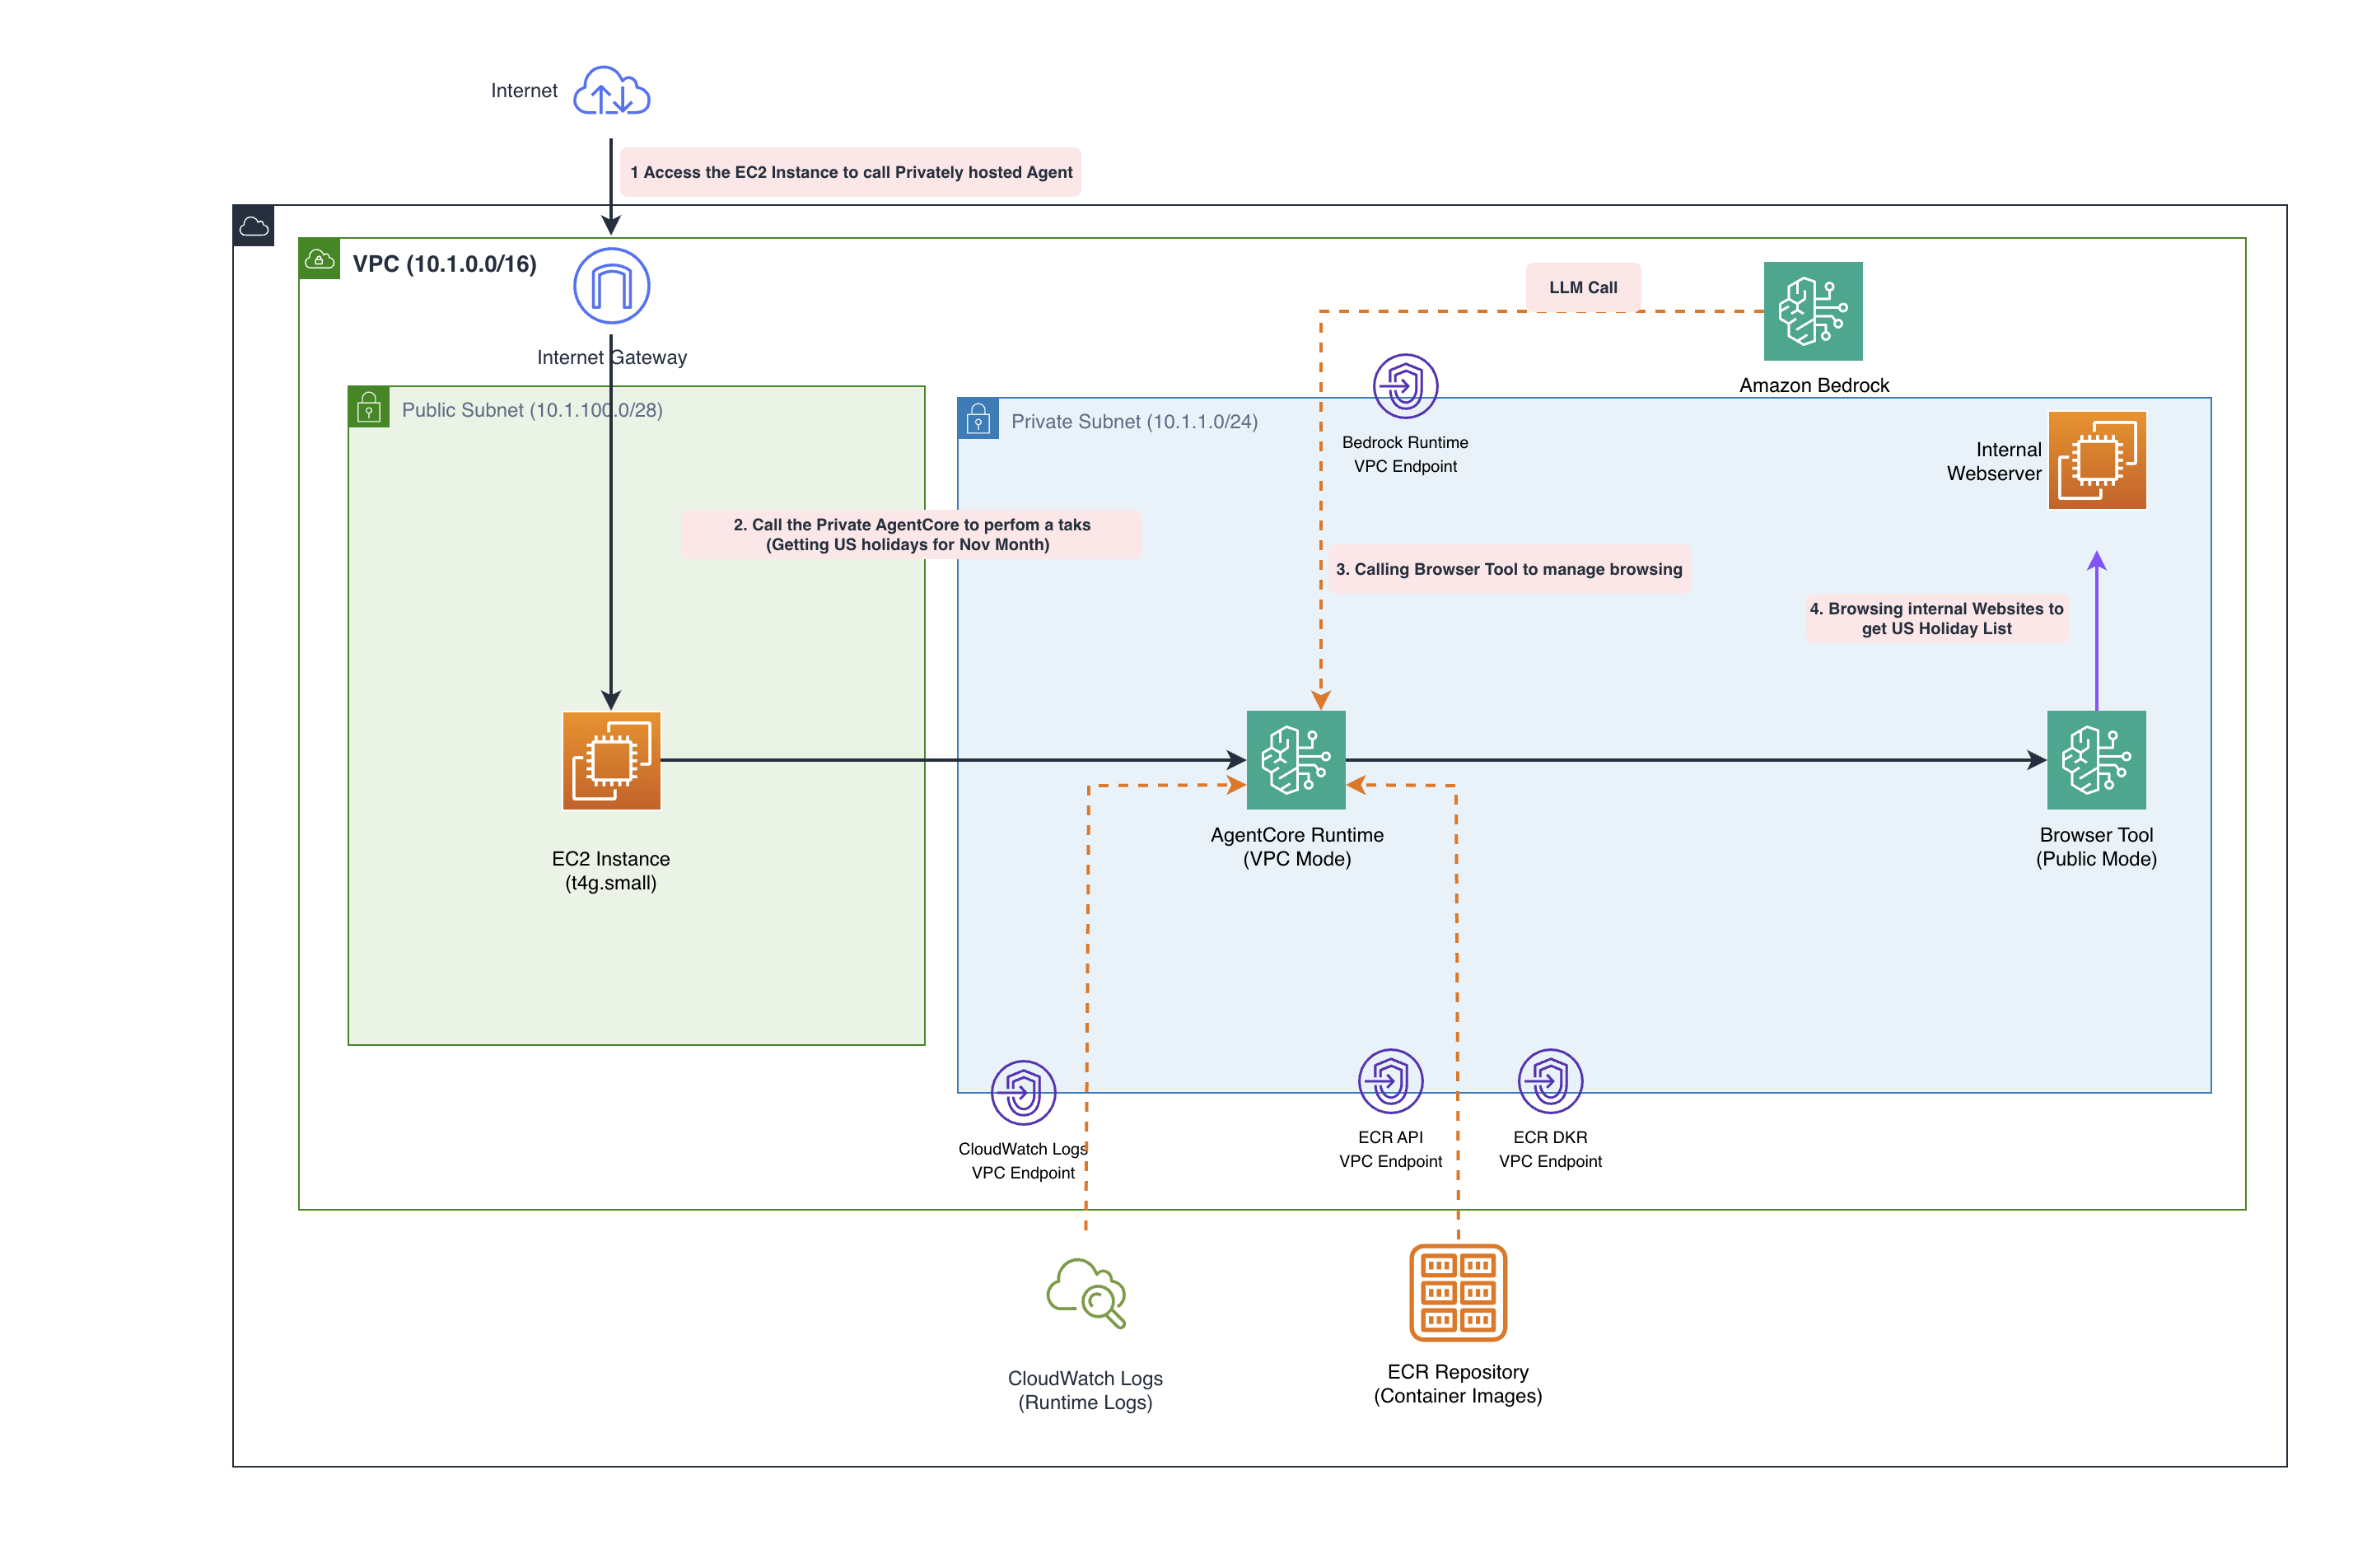 Internet
1 Access the EC2 Instance to call Privately hosted Agent
VPC (10.1.0.0/16)
Internet Gateway
LLM Call
Amazon Bedrock
Public Subnet (10.1.100.0/28)
Private Subnet (10.1.1.0/24)
Bedrock Runtime
VPC Endpoint
Internal
Webserver
2. Call the Private AgentCore to perfom a taks
(Getting US holidays for Nov Month)
3. Calling Browser Tool to manage browsing
4. Browsing internal Websites to
get US Holiday List
EC2 Instance
(t4g.small)
AgentCore Runtime
(VPC Mode)
Browser Tool
(Public Mode)
CloudWatch Logs
VPC Endpoint
ECR API
VPC Endpoint
ECR DKR
VPC Endpoint
CloudWatch Logs
(Runtime Logs)
ECR Repository
(Container Images)